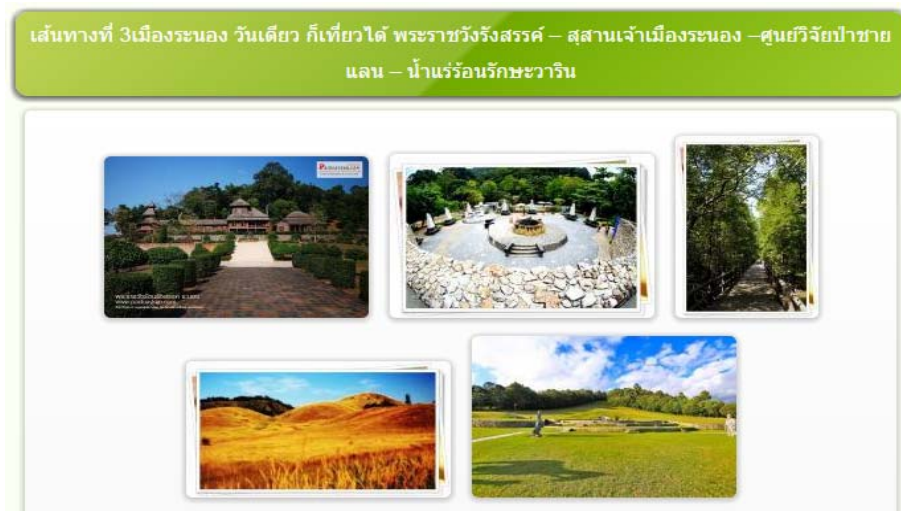 เส้นทางที่ 3เมืองระนอง วันเดียว ก็เที่ยวได้ พระราชวังรังสรรค์ – สุสานเจ้าเมืองระนอง –ศูนย์วิจัยป่าชาย
แลน – น้ำแร่ร้อนรักษะวาริน